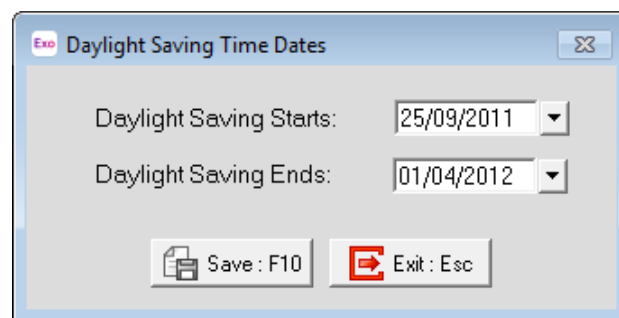 Exo Daylight Saving Time Dates
Daylight Saving Starts: 25/09/2011
Daylight Saving Ends: 01/04/2012
Save : F10 Exit : Esc